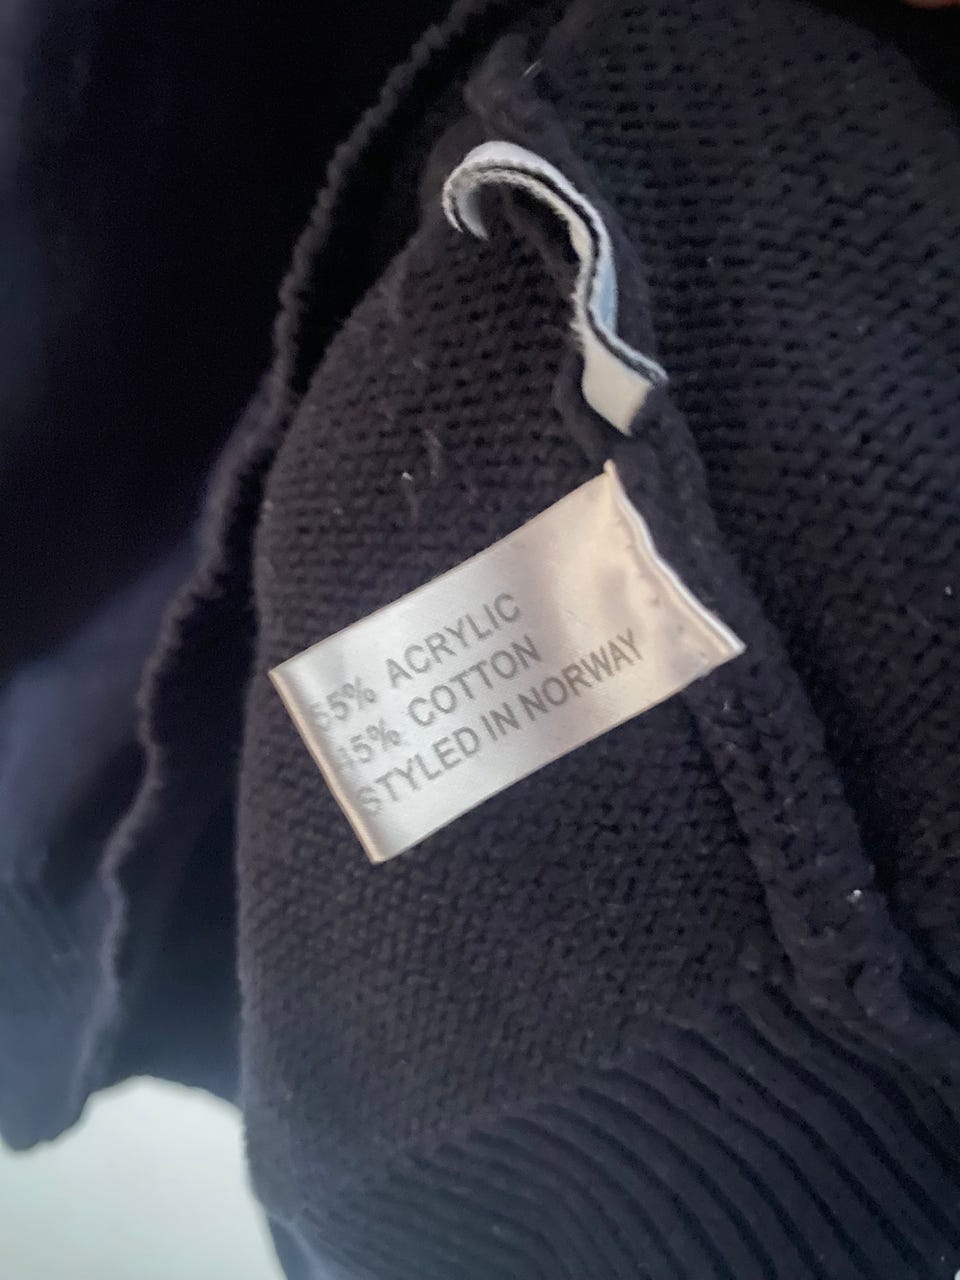 55% ACRYLIC
45% COTTON
STYLED IN NORWAY